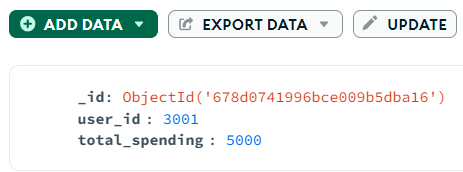 ADD DATA EXPORT DATA UPDATE
_id: ObjectId('678d0741996bce009b5dba16')
user_id : 3001
total_spending : 5000